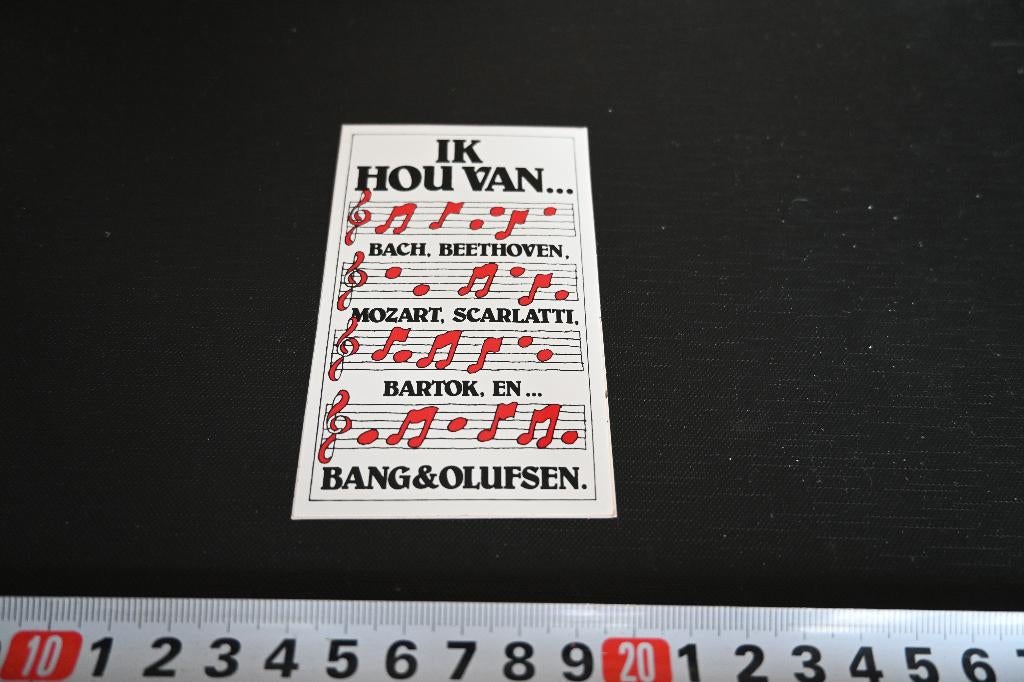 IK
HOU VAN...
BACH, BEETHOVEN,
MOZART, SCARLATTI,
BARTOK, EN...
BANG&OLUFSEN.
10 1 2 3 4 5 6 7 8 9 20 1 2 3 4 5 6